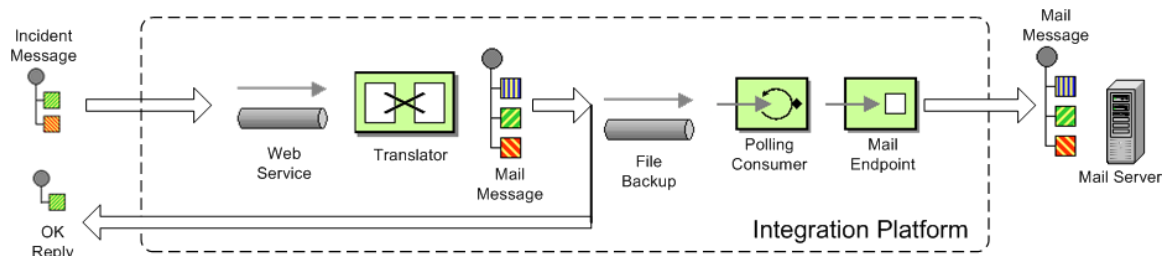 Incident
Message
Web
Service
Translator
Mail
Message
File
Backup
Polling
Consumer
Mail
Endpoint
Mail
Message
Mail Server
OK
Reply
Integration Platform